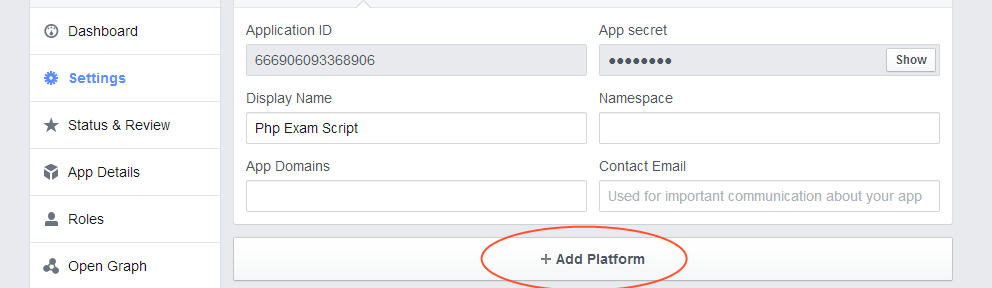 Dashboard
Settings
Status & Review
App Details
Roles
Open Graph
Application ID
App secret
666906093368906
●●●●●●●●
Show
Display Name
Namespace
Php Exam Script
App Domains
Contact Email
Used for important communication about your app
+ Add Platform